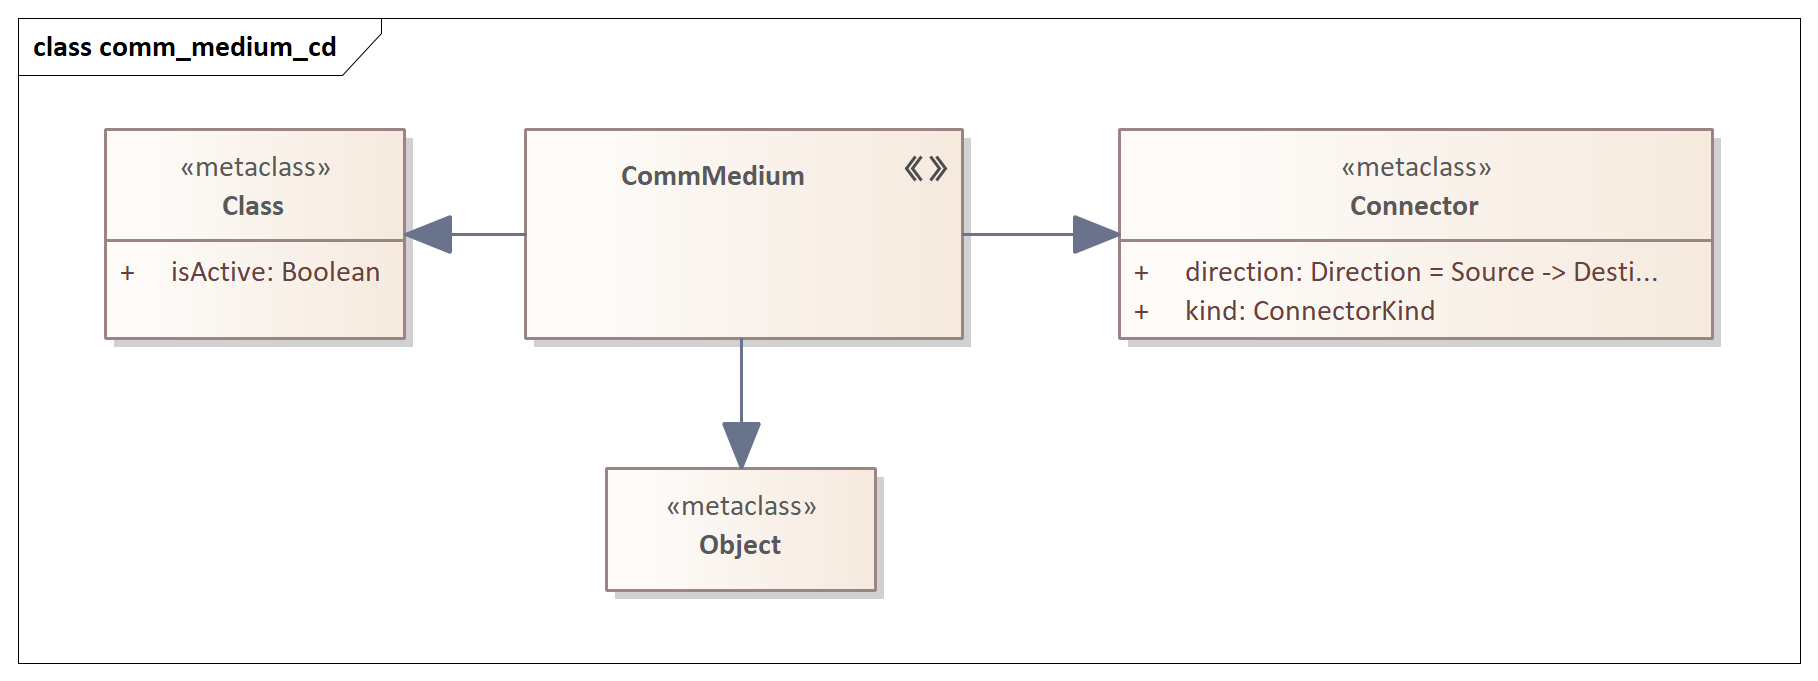 class comm_medium_cd
«metaclass»
Class
+ isActive: Boolean
CommMedium
«»
«metaclass»
Connector
+ direction: Direction = Source -> Desti...
+ kind: ConnectorKind
«metaclass»
Object